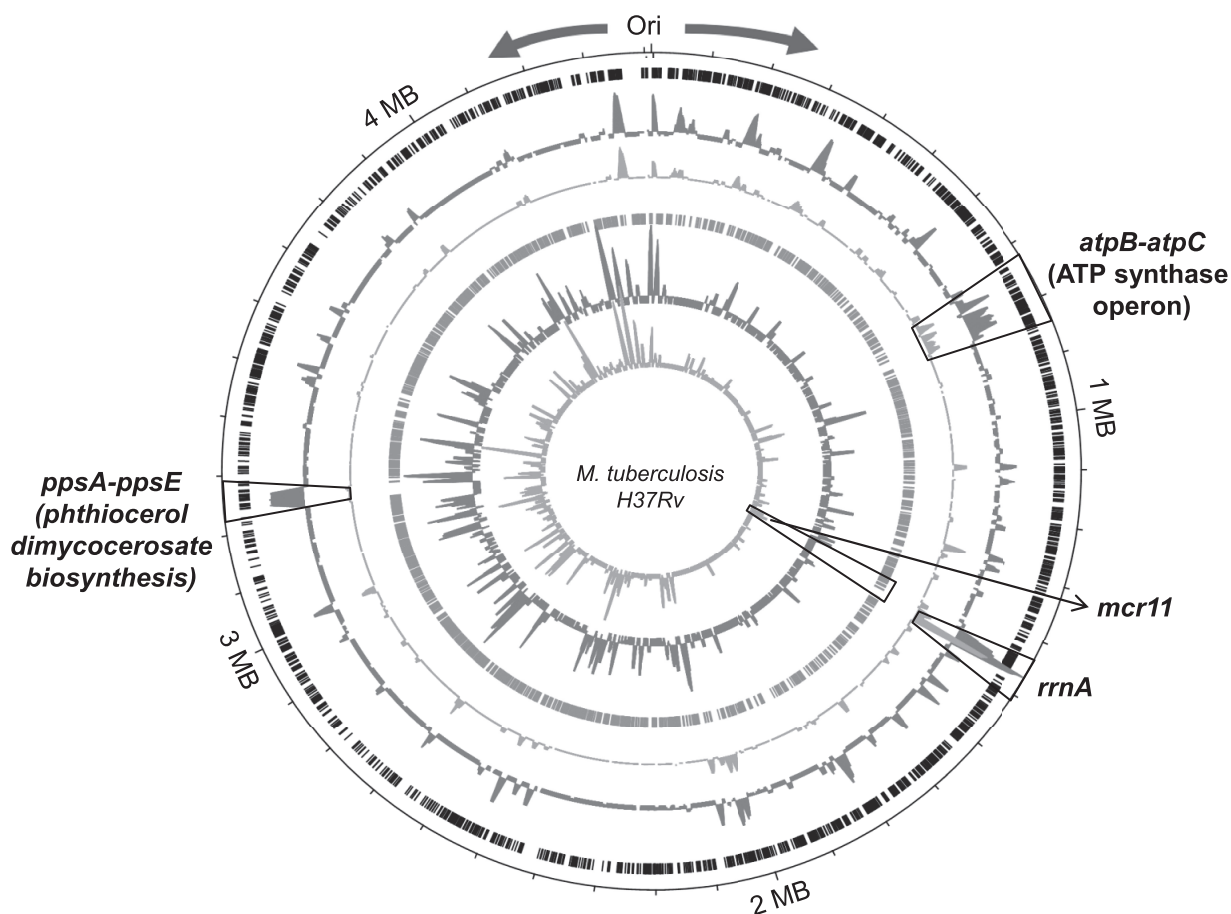 Ori
4 MB
atpB-atpC
(ATP synthase
operon)
1 MB
M. tuberculosis
H37Rv
ppsA-ppsE
(phthiocerol
dimycocerosate
biosynthesis)
mcr11
3 MB
rrnA
2 MB